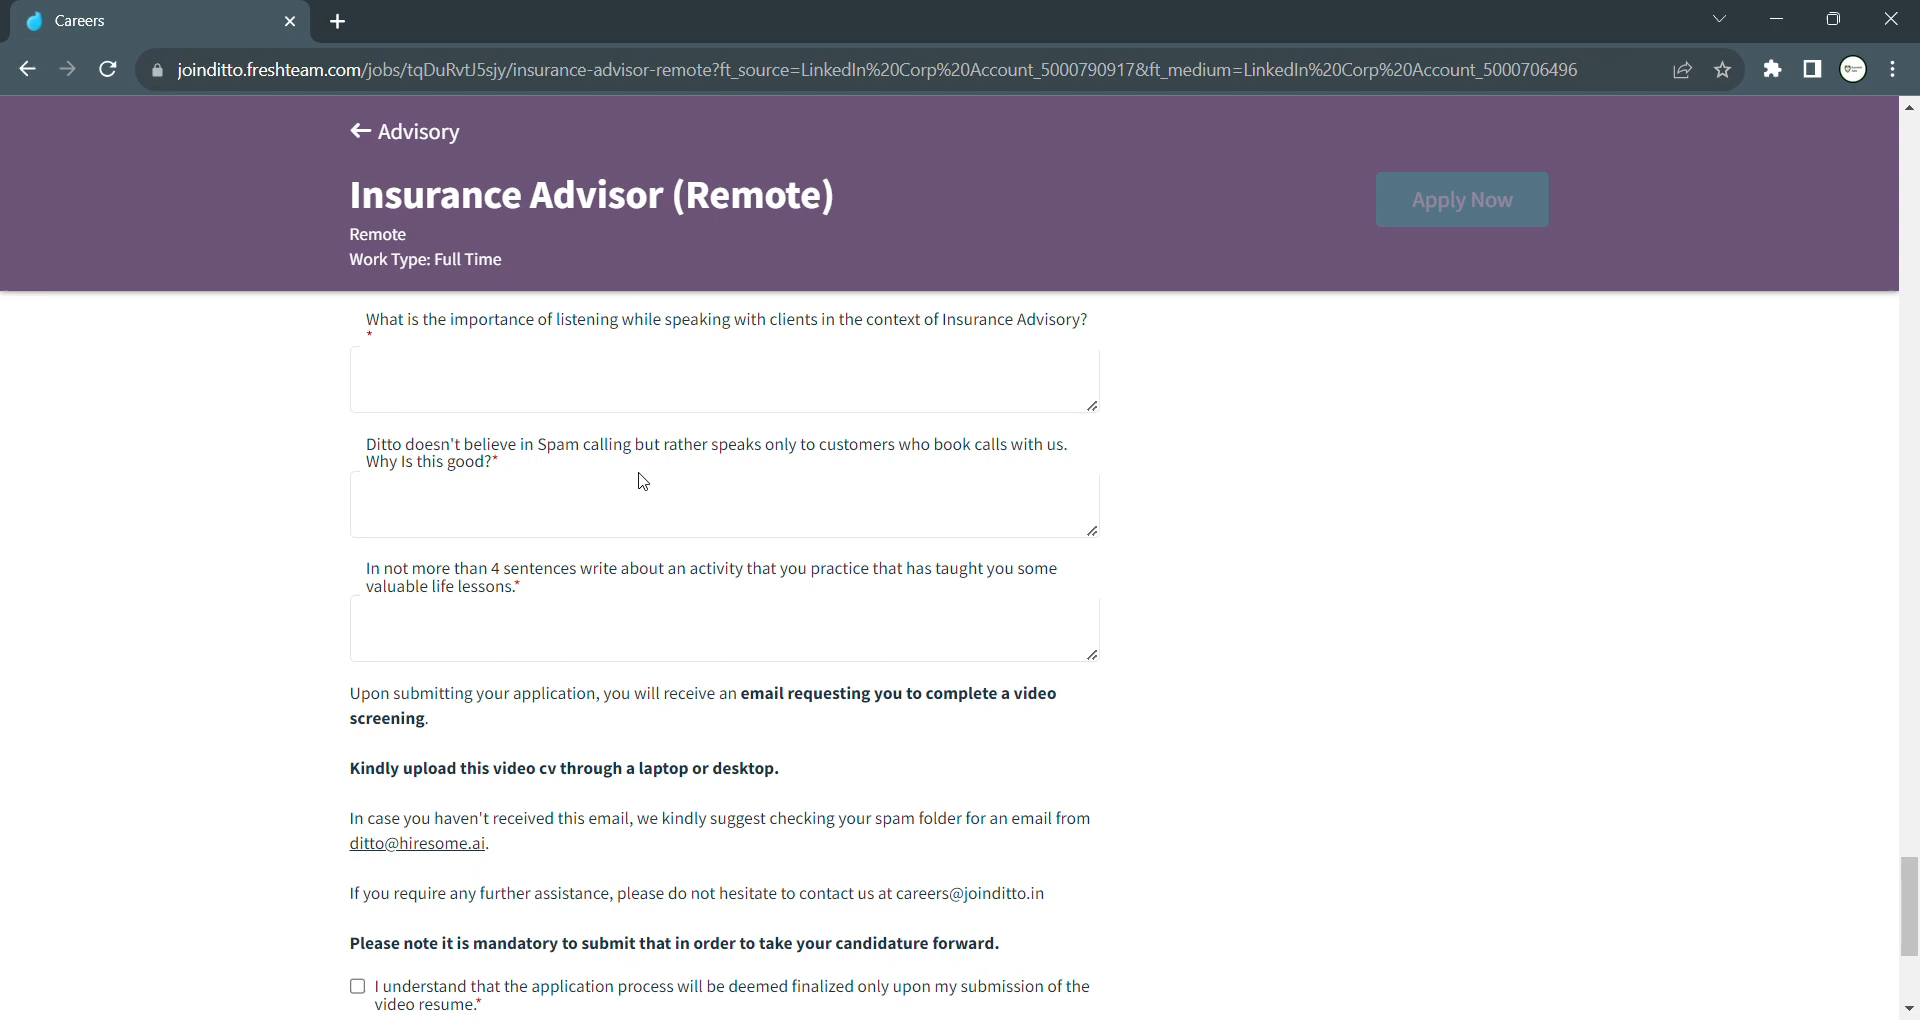 Careers
joinditto.freshteam.com/jobs/tqDuRvtJ5sjy/insurance-advisor-remote?ft_source=LinkedIn%20Corp%20Account_5000790917&ft_medium=LinkedIn%20Corp%20Account_5000706496
← Advisory
Insurance Advisor (Remote)
Apply Now
Remote
Work Type: Full Time
What is the importance of listening while speaking with clients in the context of Insurance Advisory?
*
Ditto doesn't believe in Spam calling but rather speaks only to customers who book calls with us.
Why Is this good?*
In not more than 4 sentences write about an activity that you practice that has taught you some
valuable life lessons.*
Upon submitting your application, you will receive an email requesting you to complete a video
screening.
Kindly upload this video cv through a laptop or desktop.
In case you haven't received this email, we kindly suggest checking your spam folder for an email from
ditto@hiresome.ai.
If you require any further assistance, please do not hesitate to contact us at careers@joinditto.in
Please note it is mandatory to submit that in order to take your candidature forward.
I understand that the application process will be deemed finalized only upon my submission of the
video resume.*